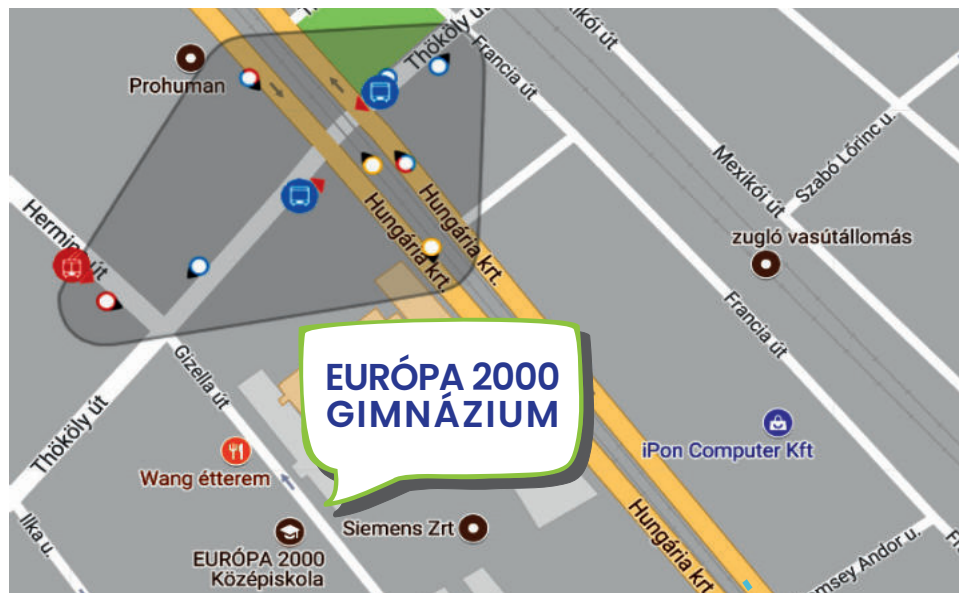 Thököly út
Francia út
Mexikói út
Szabó Lőrinc u.
Prohuman
Hungária krt.
Hungária krt.
Hermina út
zugló vasútállomás
Francia út
Gizella út
EURÓPA 2000
GIMNÁZIUM
Thököly út
Wang étterem
iPon Computer Kft
Ilka u.
EURÓPA 2000
Középiskola
Siemens Zrt
Hungária krt